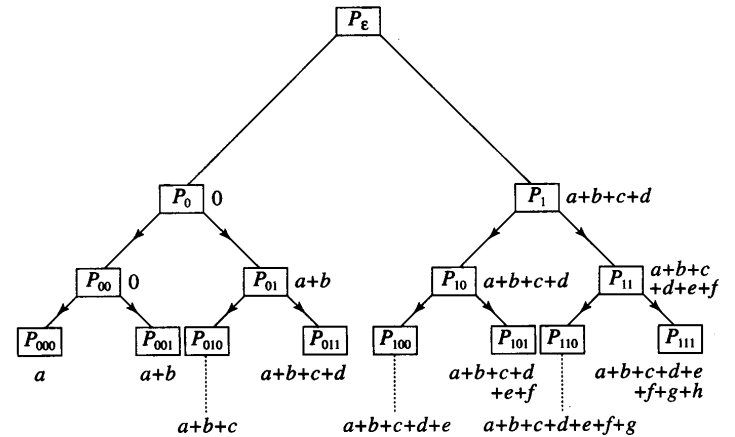 Pε
P0 0
P1 a+b+c+d
P00 0
P01 a+b
P10 a+b+c+d
P11 a+b+c
+d+e+f
P000
P001
P010
P011
P100
P101
P110
P111
a
a+b
a+b+c+d
a+b+c+d
+e+f
a+b+c+d+e
+f+g+h
a+b+c
a+b+c+d+e
a+b+c+d+e+f+g